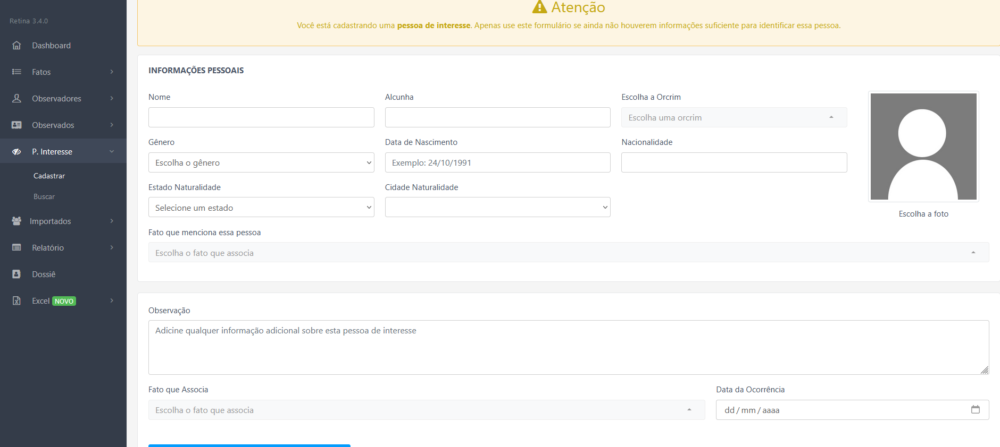 Retina 3.4.0
Dashboard
Fatos
Observadores
Observados
P. Interesse
Cadastrar
Buscar
Importados
Relatório
Dossiê
Excel NOVO
Atenção
Você está cadastrando uma pessoa de interesse. Apenas use este formulário se ainda não houverem informações suficiente para identificar essa pessoa.
INFORMAÇÕES PESSOAIS
Nome
Alcunha
Escolha a Orcrim
Escolha uma orcrim
Gênero
Data de Nascimento
Nacionalidade
Escolha o gênero
Exemplo: 24/10/1991
Estado Naturalidade
Cidade Naturalidade
Selecione um estado
Escolha a foto
Fato que menciona essa pessoa
Escolha o fato que associa
Observação
Adicine qualquer informação adicional sobre esta pessoa de interesse
Fato que Associa
Data da Ocorrência
Escolha o fato que associa
dd/mm/aaaa